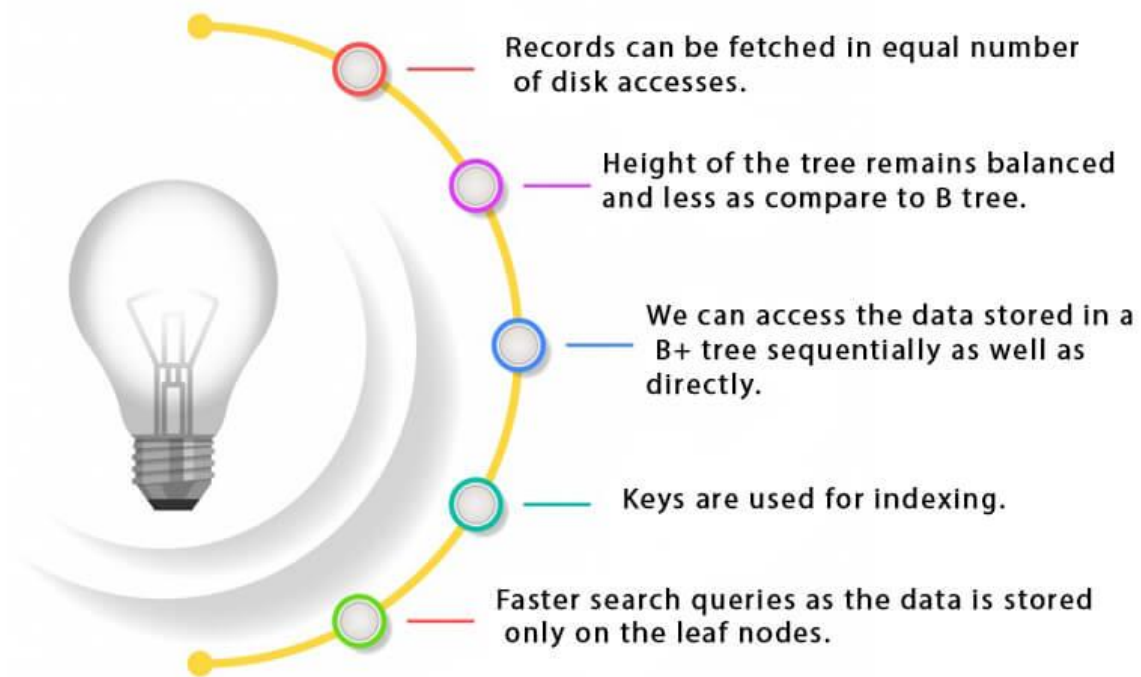 Records can be fetched in equal number
of disk accesses.
Height of the tree remains balanced
and less as compare to B tree.
We can access the data stored in a
B+ tree sequentially as well as
directly.
Keys are used for indexing.
Faster search queries as the data is stored
only on the leaf nodes.